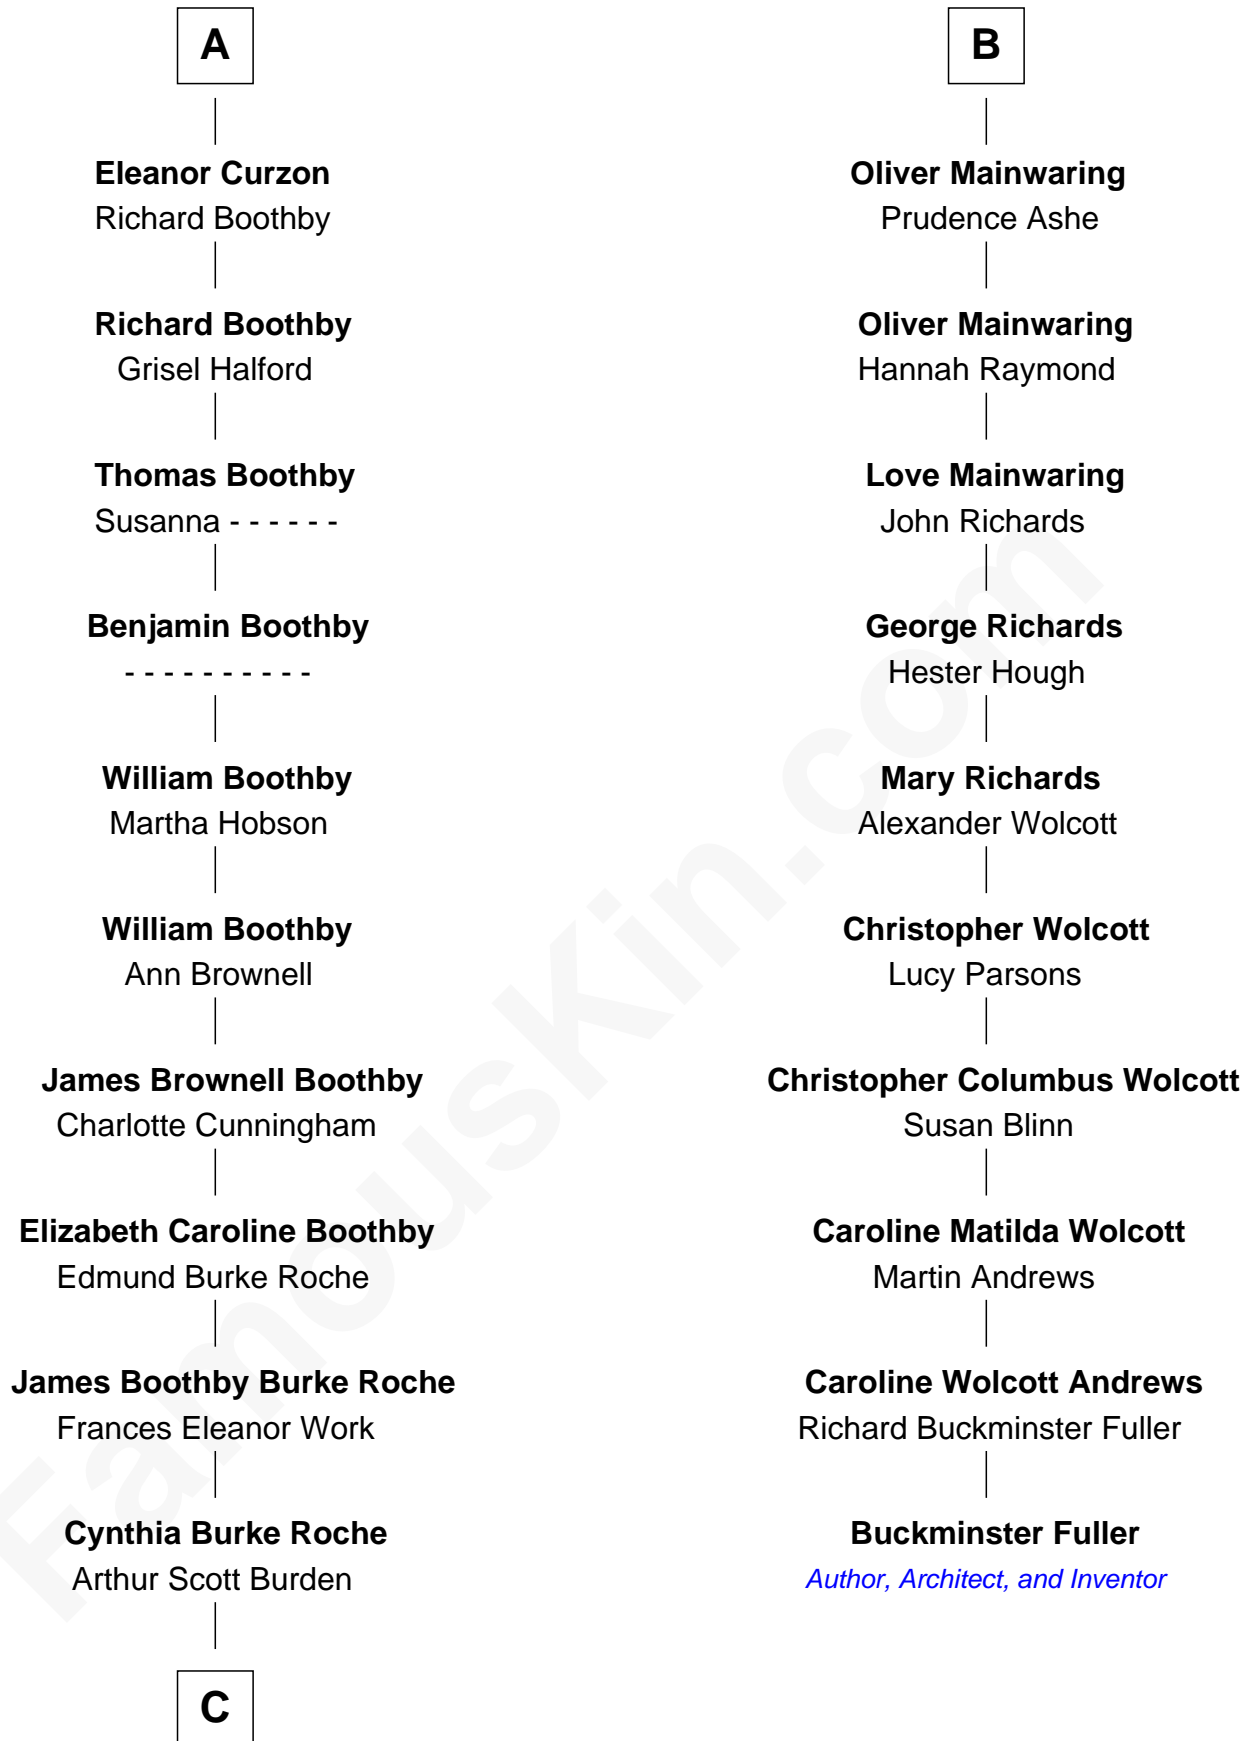 A
Eleanor Curzon
Richard Boothby
Richard Boothby
Grisel Halford
Thomas Boothby
Susanna - - - - - -
Benjamin Boothby
- - - - - - - - - -
William Boothby
Martha Hobson
William Boothby
Ann Brownell
James Brownell Boothby
Charlotte Cunningham
Elizabeth Caroline Boothby
Edmund Burke Roche
James Boothby Burke Roche
Frances Eleanor Work
Cynthia Burke Roche
Arthur Scott Burden
C
B
Oliver Mainwaring
Prudence Ashe
Oliver Mainwaring
Hannah Raymond
Love Mainwaring
John Richards
George Richards
Hester Hough
Mary Richards
Alexander Wolcott
Christopher Wolcott
Lucy Parsons
Christopher Columbus Wolcott
Susan Blinn
Caroline Matilda Wolcott
Martin Andrews
Caroline Wolcott Andrews
Richard Buckminster Fuller
Buckminster Fuller
Author, Architect, and Inventor
FamousKin.com